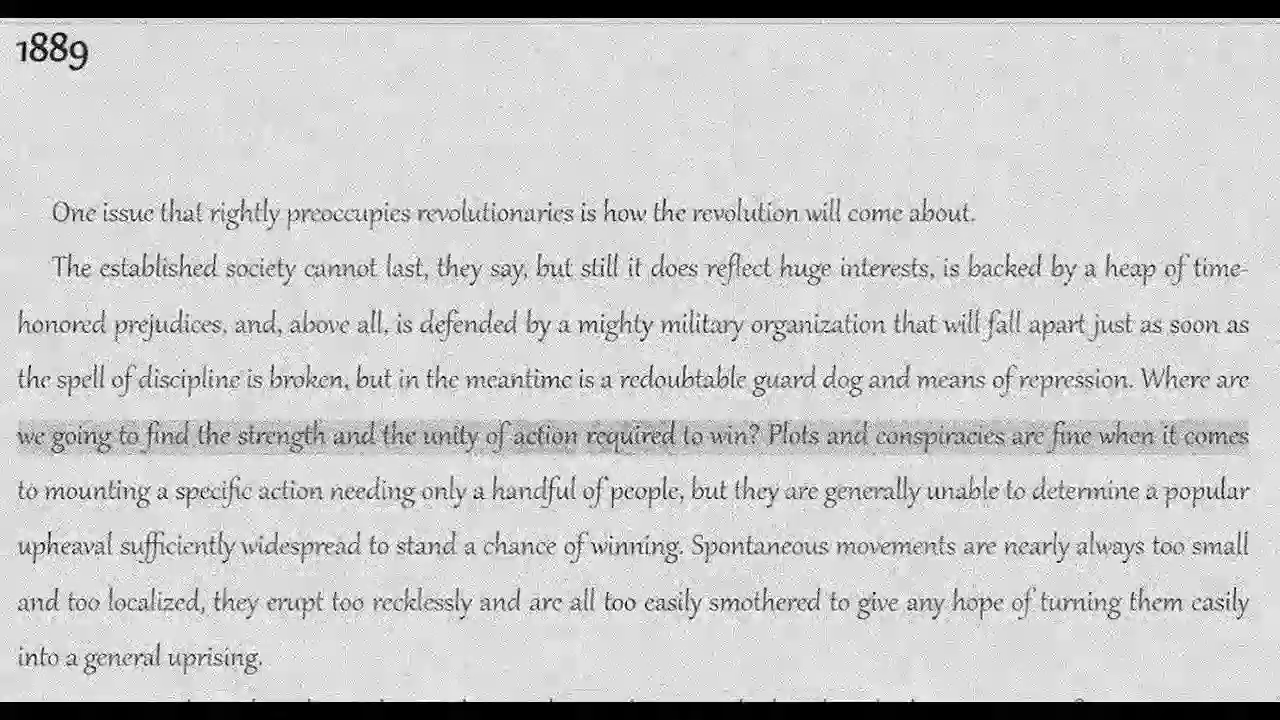 1889
One issue that rightly preoccupies revolutionaries is how the revolution will come about.
The established society cannot last, they say, but still it does reflect huge interests, is backed by a heap of time-
honored prejudices, and, above all, is defended by a mighty military organization that will fall apart just as soon as
the spell of discipline is broken, but in the meantime is a redoubtable guard dog and means of repression. Where are
we going to find the strength and the unity of action required to win? Plots and conspiracies are fine when it comes
to mounting a specific action needing only a handful of people, but they are generally unable to determine a popular
upheaval sufficiently widespread to stand a chance of winning. Spontaneous movements are nearly always too small
and too localized, they erupt too recklessly and are all too easily smothered to give any hope of turning them easily
into a general uprising.